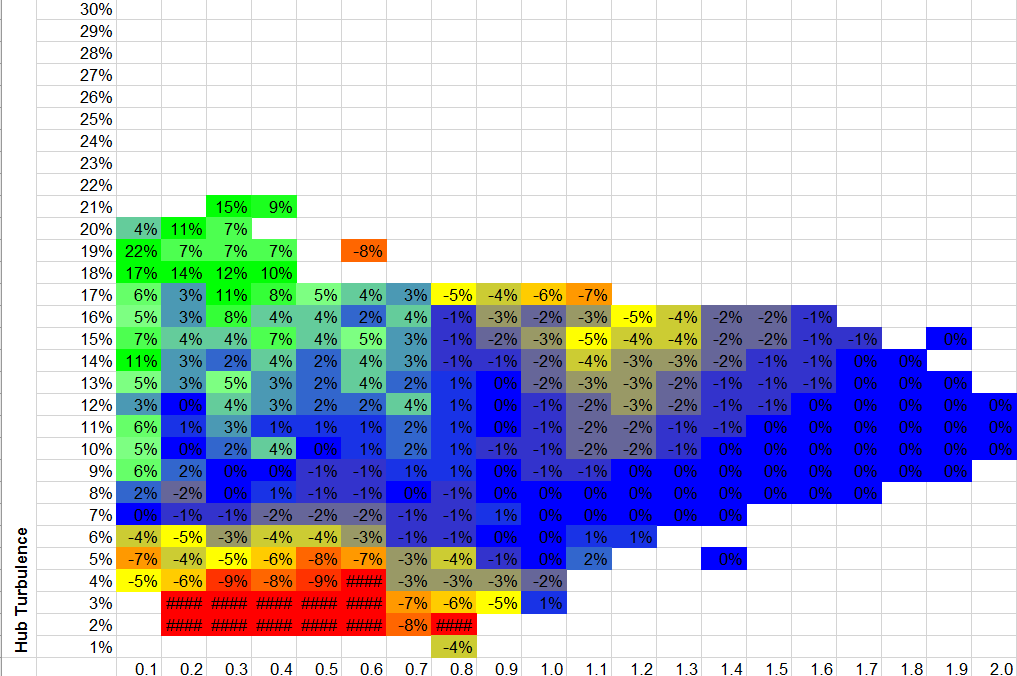 30%
29%
28%
27%
26%
25%
24%
23%
22%
21% 15% 9%
20% 4% 11% 7%
19% 22% 7% 7% 7% -8%
18% 17% 14% 12% 10%
17% 6% 3% 11% 8% 5% 4% 3% -5% -4% -6% -7%
16% 5% 3% 8% 4% 4% 2% 4% -1% -3% -2% -3% -5% -4% -2% -2% -1%
15% 7% 4% 4% 7% 4% 5% 3% -1% -2% -3% -5% -4% -4% -2% -2% -1% -1% 0%
14% 11% 3% 2% 4% 2% 4% 3% -1% -1% -2% -4% -3% -3% -2% -1% -1% 0% 0%
13% 5% 3% 5% 3% 2% 4% 2% 1% 0% -2% -3% -3% -2% -1% -1% -1% 0% 0% 0%
12% 3% 0% 4% 3% 2% 2% 4% 1% 0% -1% -2% -3% -2% -1% -1% 0% 0% 0% 0% 0%
11% 6% 1% 3% 1% 1% 1% 2% 1% 0% -1% -2% -2% -1% -1% 0% 0% 0% 0% 0% 0%
10% 5% 0% 2% 4% 0% 1% 2% 1% -1% -1% -2% -2% -1% 0% 0% 0% 0% 0% 0% 0%
9% 6% 2% 0% 0% -1% -1% 1% 1% 0% -1% -1% 0% 0% 0% 0% 0% 0% 0% 0%
8% 2% -2% 0% 1% -1% -1% 0% -1% 0% 0% 0% 0% 0% 0% 0% 0% 0%
7% 0% -1% -1% -2% -2% -2% -1% -1% 1% 0% 0% 0% 0% 0%
6% -4% -5% -3% -4% -4% -3% -1% -1% 0% 0% 1% 1%
5% -7% -4% -5% -6% -8% -7% -3% -4% -1% 0% 2% 0%
4% -5% -6% -9% -8% -9% #### -3% -3% -3% -2%
3% #### #### #### #### #### -7% -6% -5% 1%
2% #### #### #### #### #### -8% ####
1% -4%
Hub Turbulence
0.1 0.2 0.3 0.4 0.5 0.6 0.7 0.8 0.9 1.0 1.1 1.2 1.3 1.4 1.5 1.6 1.7 1.8 1.9 2.0